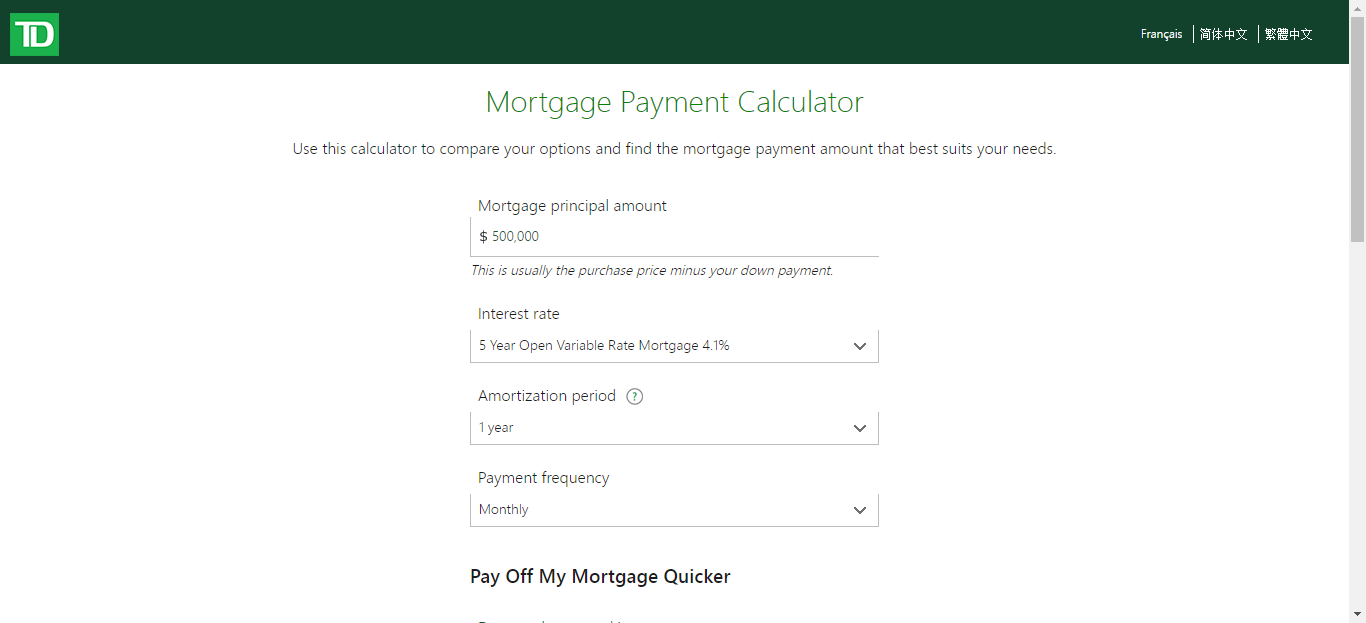 TD
Français
简体中文
繁體中文
Mortgage Payment Calculator
Use this calculator to compare your options and find the mortgage payment amount that best suits your needs.
Mortgage principal amount
$ 500,000
This is usually the purchase price minus your down payment.
Interest rate
5 Year Open Variable Rate Mortgage 4.1%
Amortization period ?
1 year
Payment frequency
Monthly
Pay Off My Mortgage Quicker